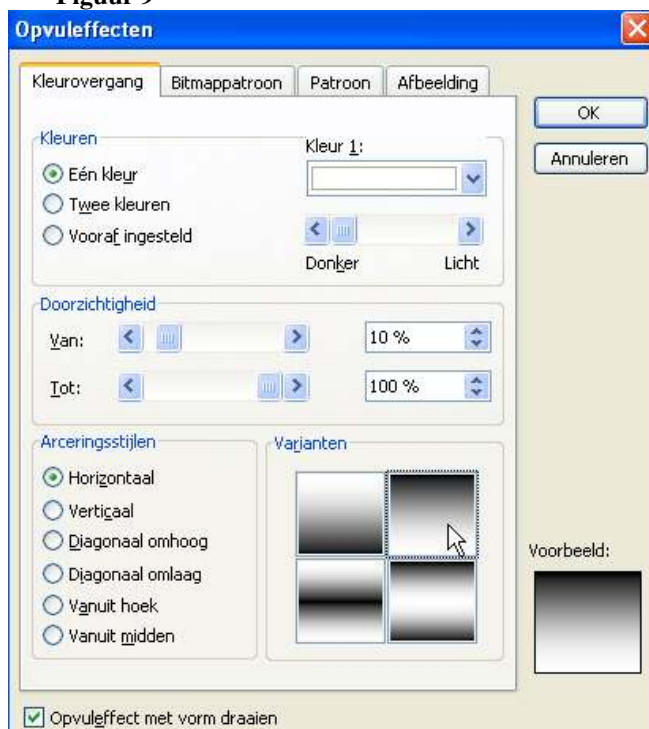 Figuur 9
Opvuleffecten
Kleurovergang Bitmappatroon Patroon Afbeelding
OK
Annuleren
Kleuren
Kleur 1:
Eén kleur
Twee kleuren
Vooraf ingesteld
Donker Licht
Doorzichtigheid
Van: 10 %
Tot: 100 %
Arceringsstijlen
Horizontaal
Verticaal
Diagonaal omhoog
Diagonaal omlaag
Vanuit hoek
Vanuit midden
Varianten
Voorbeeld:
Opvuleffect met vorm draaien